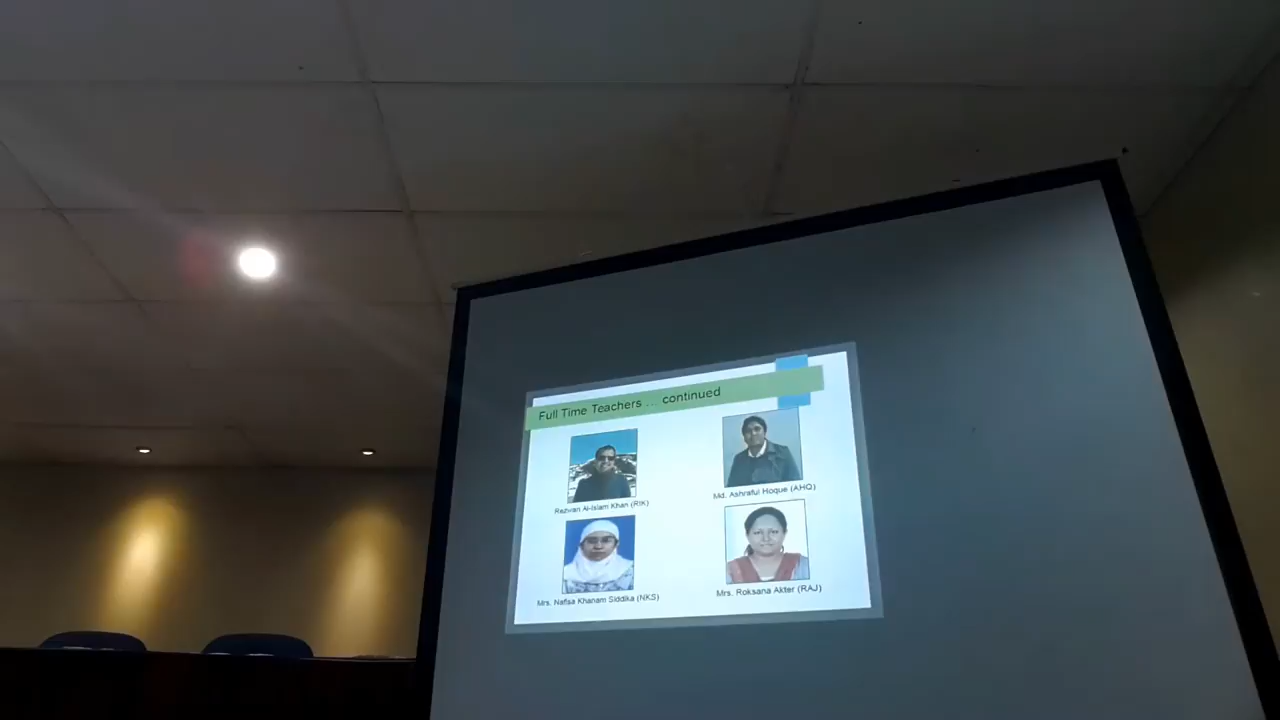 Full Time Teachers ... continued
Rezwan Al-Islam Khan (RIK)
Md. Ashraful Hoque (AHQ)
Mrs. Nafisa Khanam Siddika (NKS)
Mrs. Roksana Akter (RAJ)